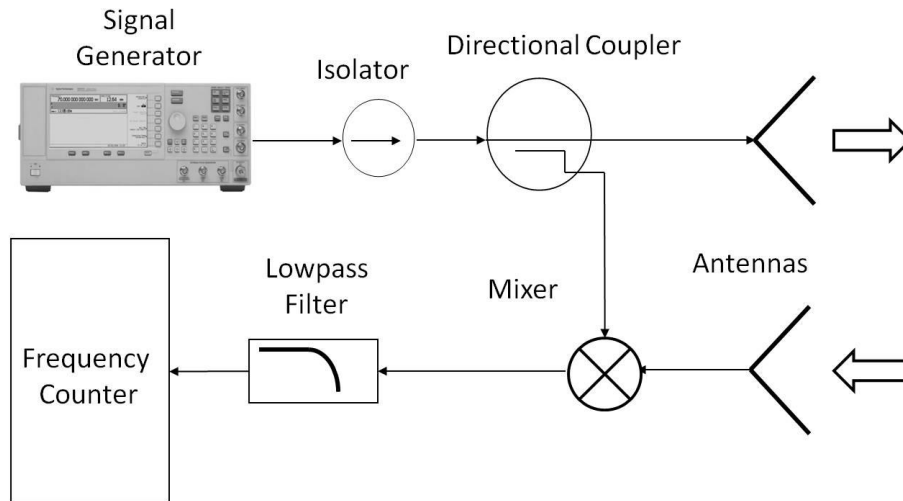 Signal
Generator
Isolator
Directional Coupler
Lowpass
Filter
Mixer
Antennas
Frequency
Counter